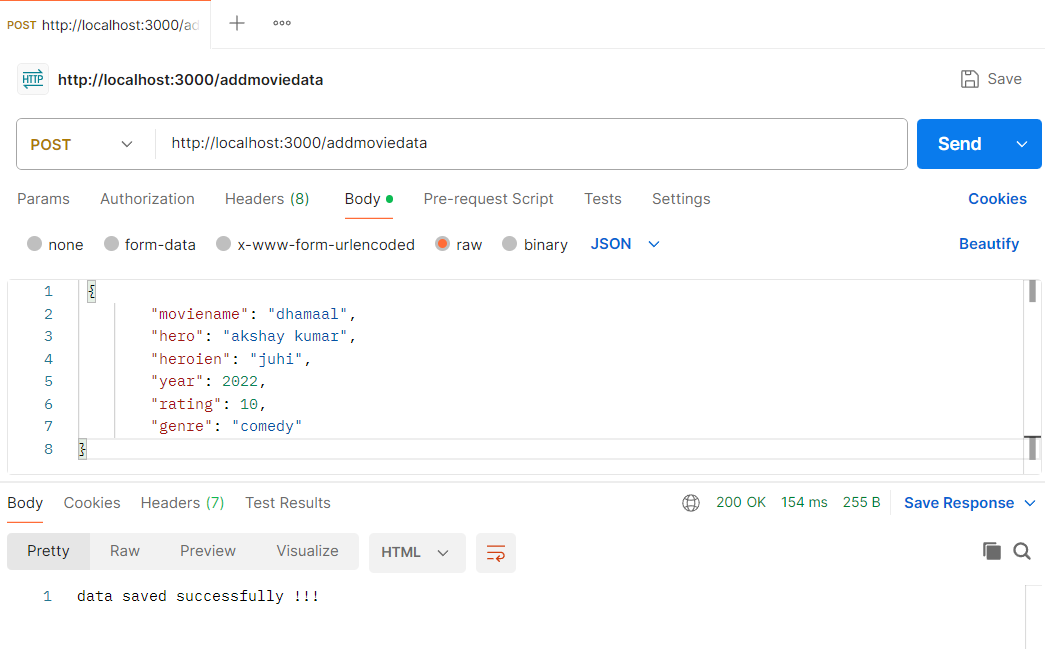 POST http://localhost:3000/ad
HTTP http://localhost:3000/addmoviedata Save
POST http://localhost:3000/addmoviedata Send
Params Authorization Headers (8) Body Pre-request Script Tests Settings Cookies
none form-data x-www-form-urlencoded raw binary JSON Beautify
1 {
2 "moviename": "dhamaal",
3 "hero": "akshay kumar",
4 "heroien": "juhi",
5 "year": 2022,
6 "rating": 10,
7 "genre": "comedy"
8 }
Body Cookies Headers (7) Test Results 200 OK 154 ms 255 B Save Response
Pretty Raw Preview Visualize HTML
1 data saved successfully !!!